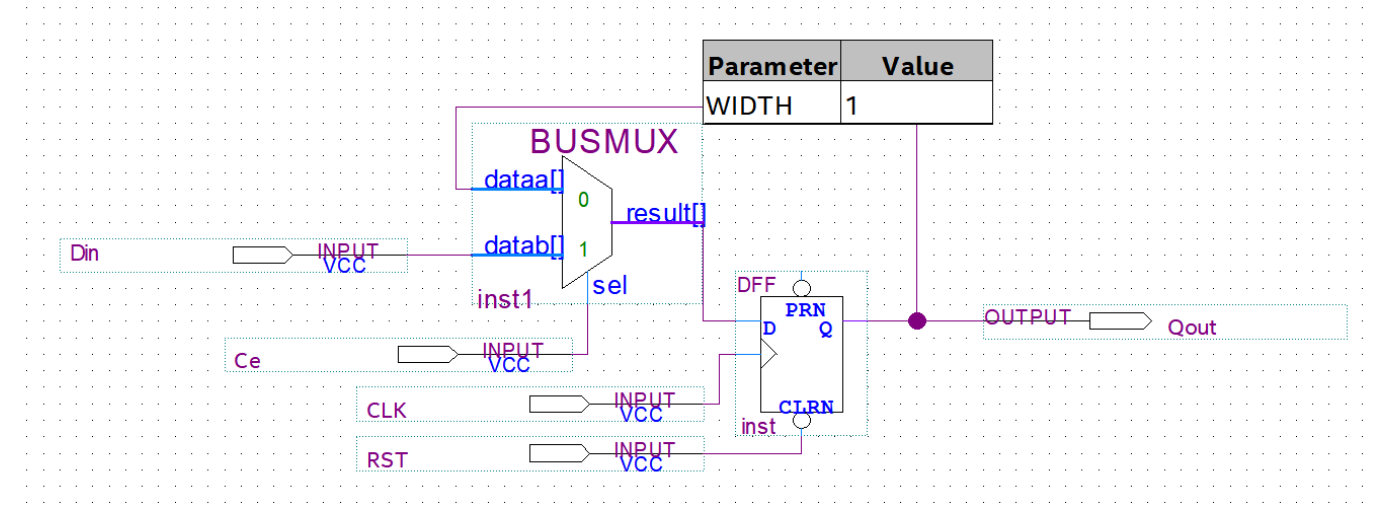 Parameter Value
WIDTH 1
BUSMUX
dataa[]
0
result[]
Din INPUT
VCC
datab[] 1
sel
inst1
DFF
PRN
D Q
OUTPUT Qout
Ce INPUT
VCC
CLK INPUT
VCC
CLRN
inst
RST INPUT
VCC